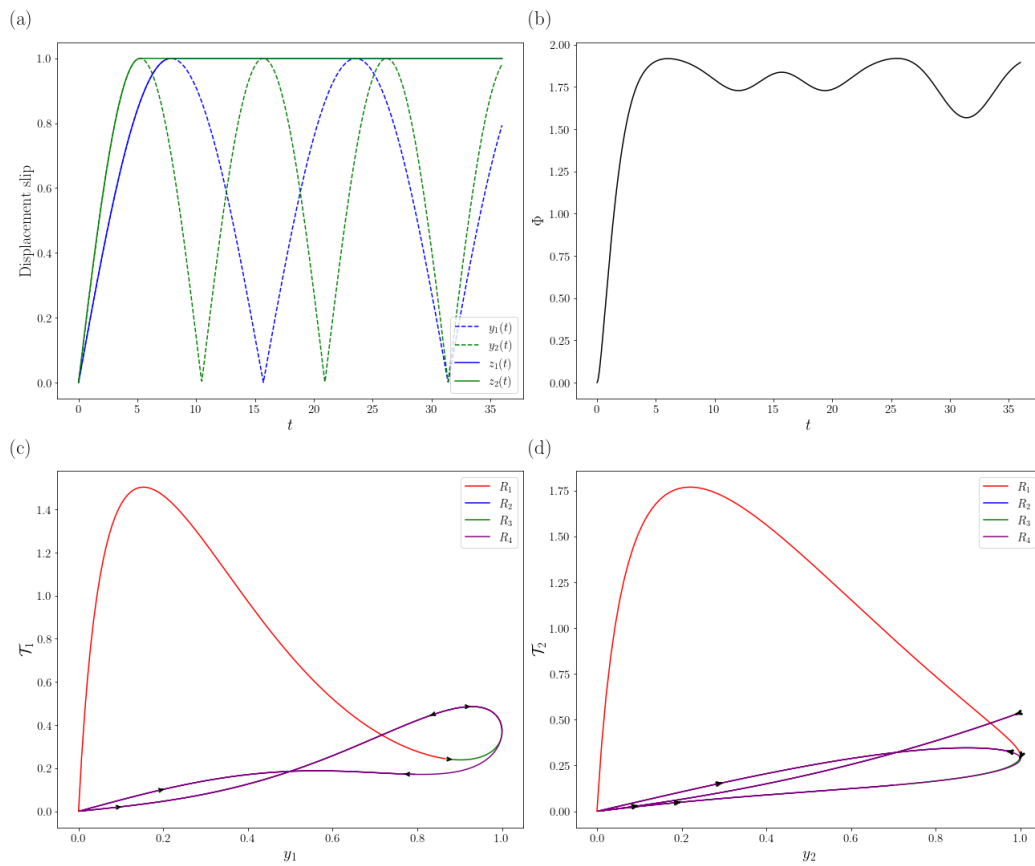 (a)
Displacement slip
1.0
0.8
0.6
0.4
0.2
0.0
0
5
10
15
20
25
30
35
t
y₁(t)
y₂(t)
z₁(t)
z₂(t)
(b)
Φ
2.00
1.75
1.50
1.25
1.00
0.75
0.50
0.25
0.00
0
5
10
15
20
25
30
35
t
(c)
𝒯₁
1.4
1.2
1.0
0.8
0.6
0.4
0.2
0.0
0.0
0.2
0.4
0.6
0.8
1.0
y₁
R₁
R₂
R₃
R₄
(d)
𝒯₂
1.75
1.50
1.25
1.00
0.75
0.50
0.25
0.00
0.0
0.2
0.4
0.6
0.8
1.0
y₂
R₁
R₂
R₃
R₄